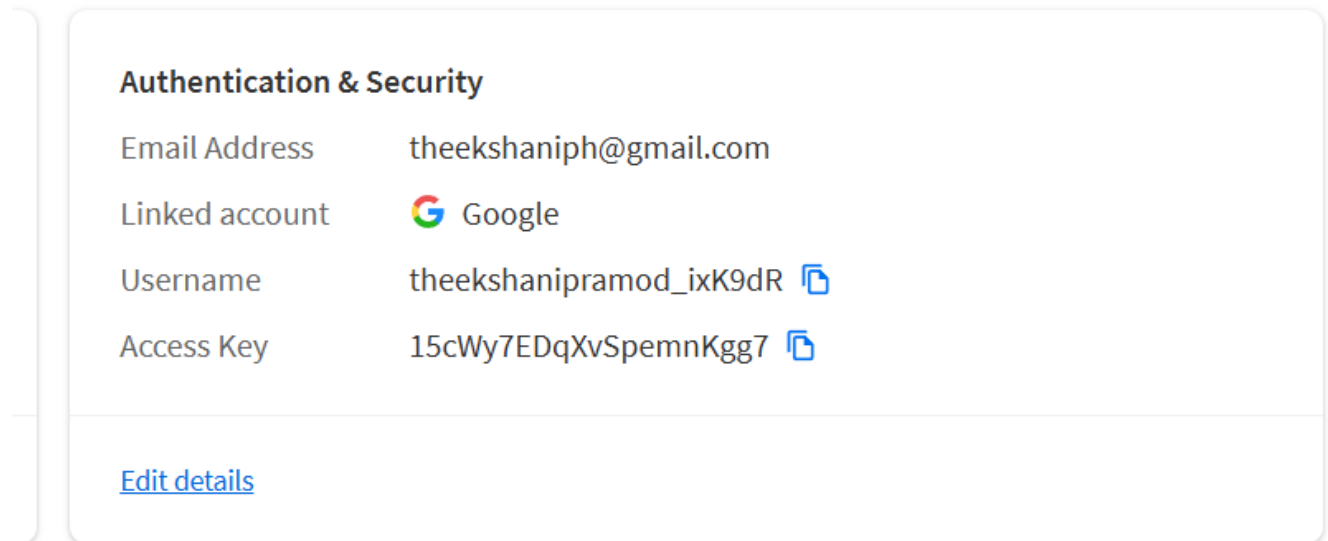 Authentication & Security
Email Address theekshaniph@gmail.com
Linked account Google
Username theekshanipramod_ixK9dR
Access Key 15cWy7EDqXvSpemnKgg7
Edit details